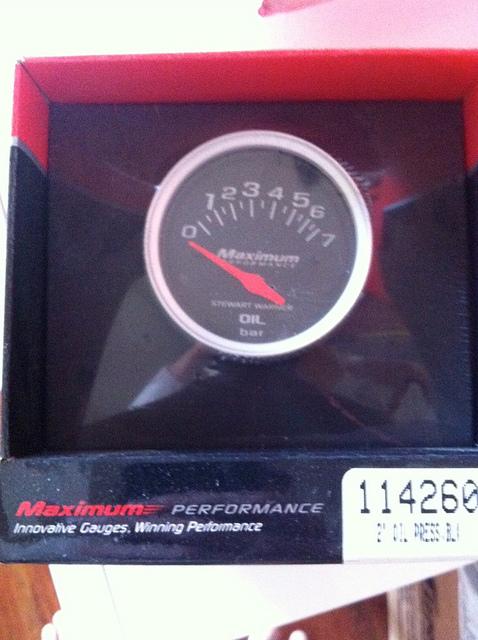 0 1 2 3 4 5 6 7
Maximum
PERFORMANCE
STEWART WARNER
OIL
bar
Maximum PERFORMANCE
Innovative Gauges, Winning Performance
114260
2" OIL PRESS.BLK